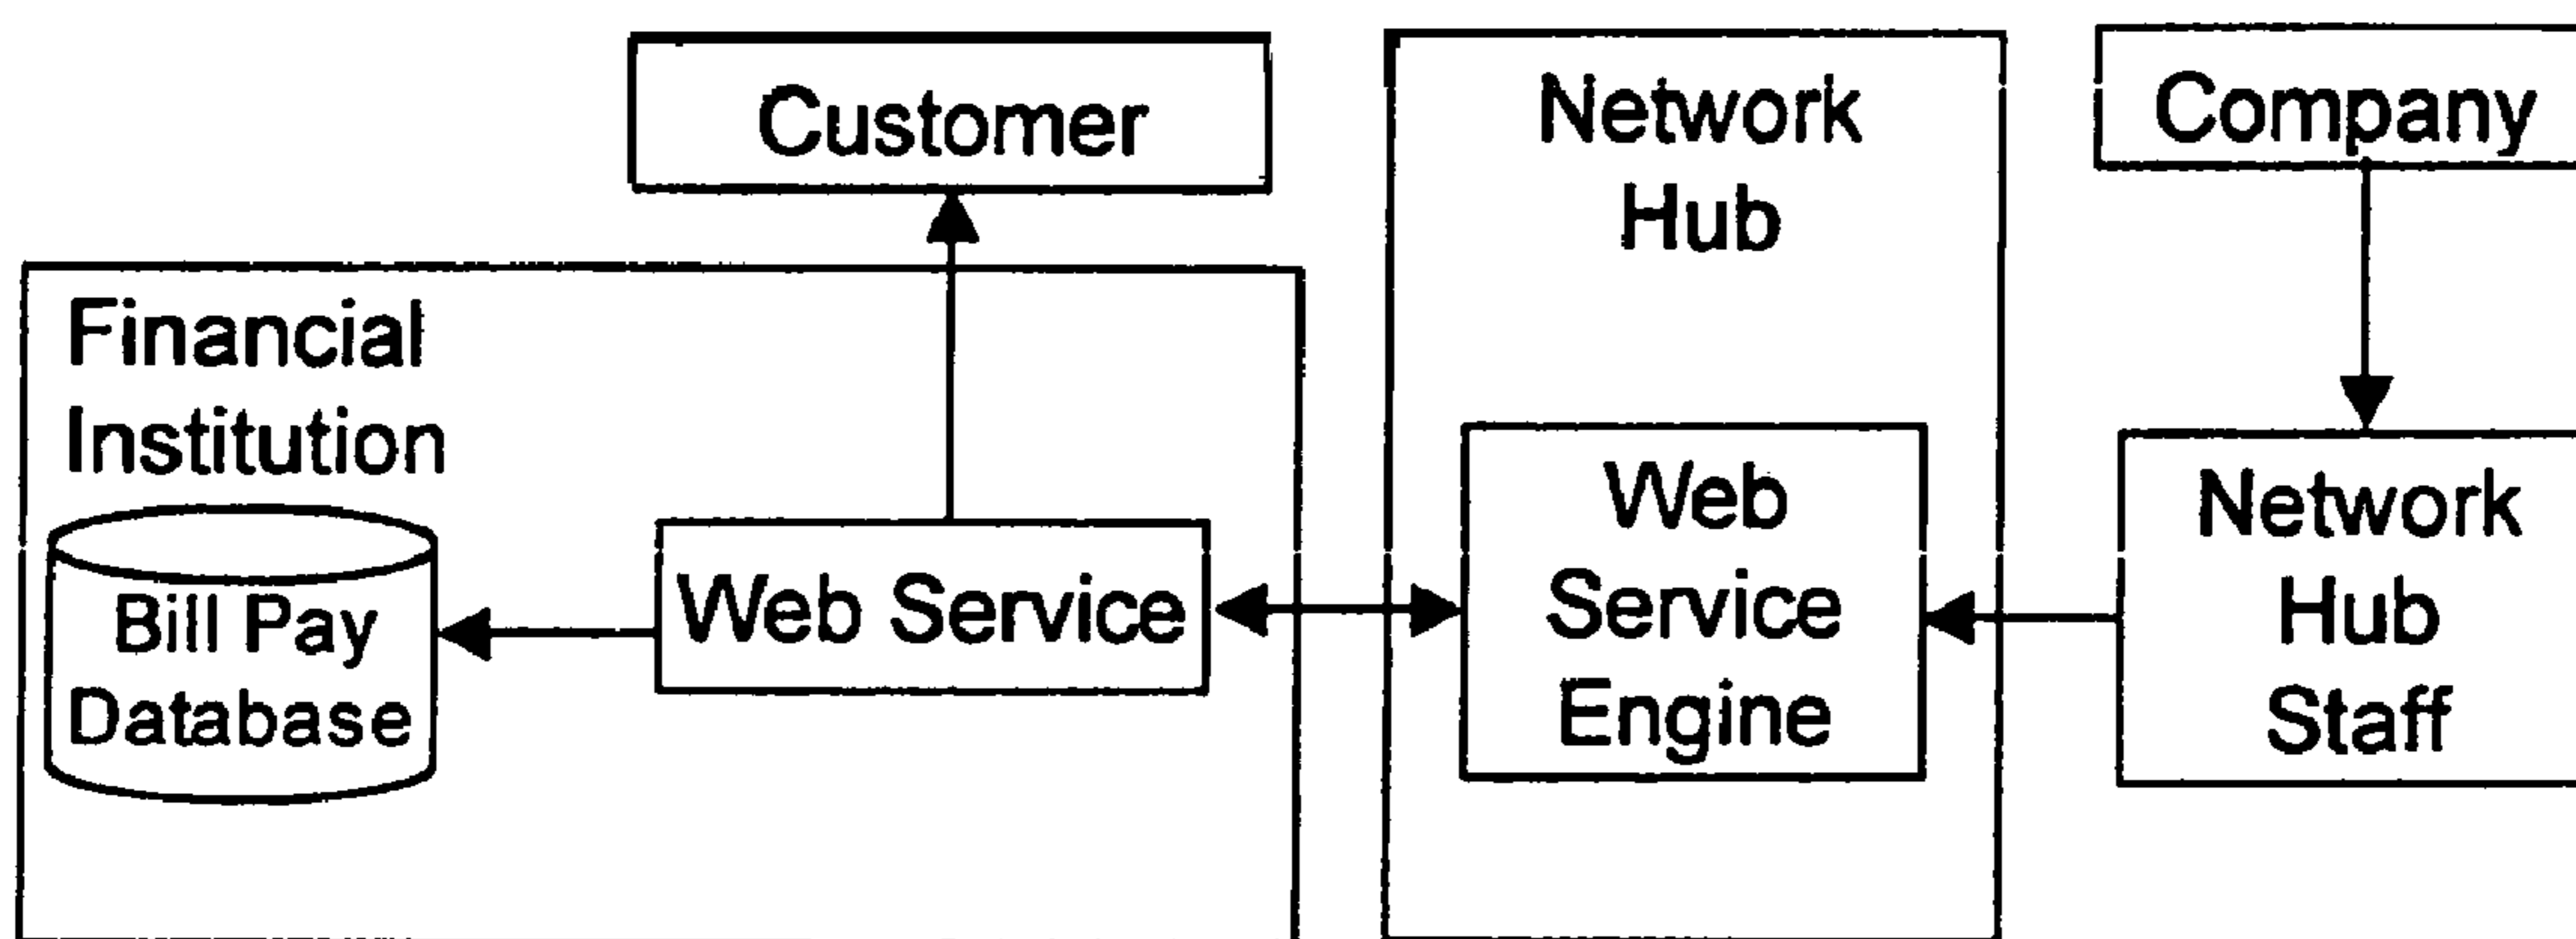 Customer
Network
Hub
Company
Financial
Institution
Bill Pay
Database
Web Service
Web
Service
Engine
Network
Hub
Staff